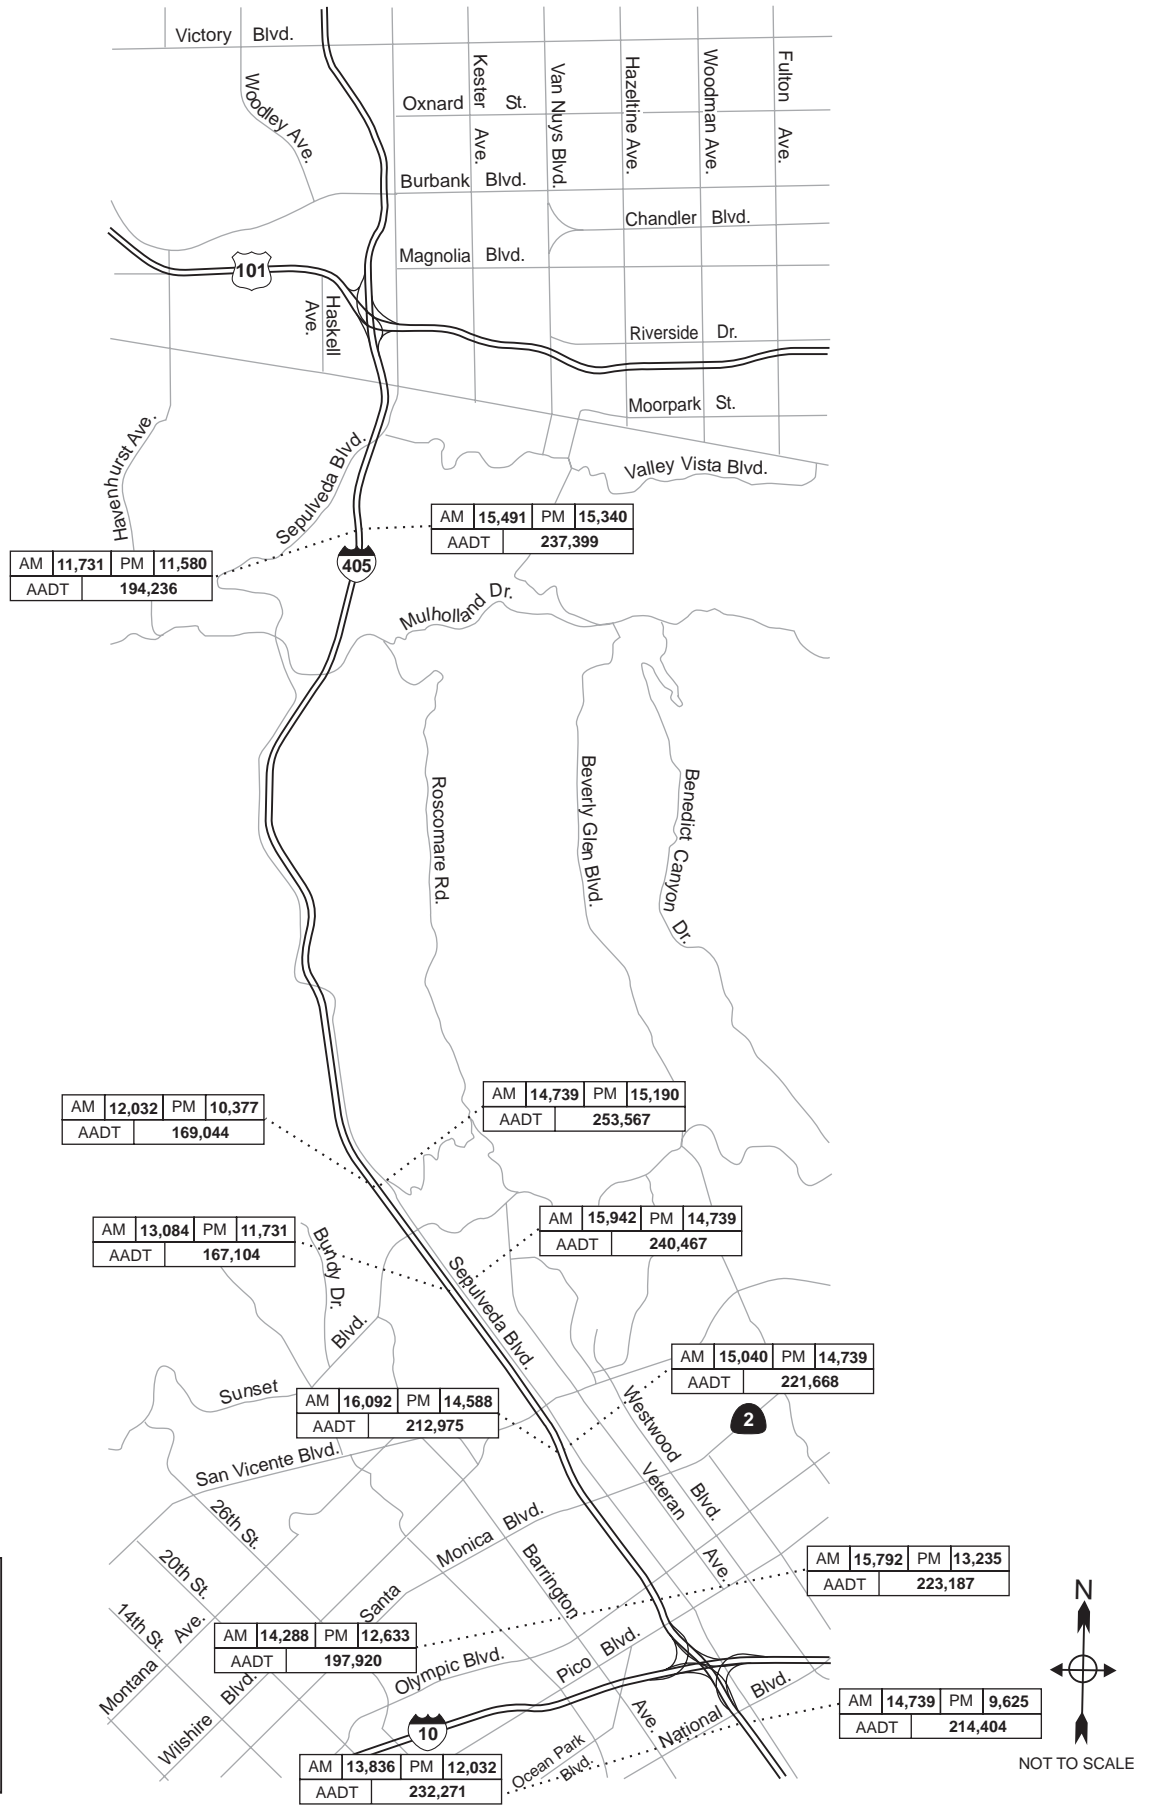 Victory Blvd.
Woodley Ave.
Oxnard St.
Kester Ave.
Van Nuys Blvd.
Hazeltine Ave.
Woodman Ave.
Fulton Ave.
Burbank Blvd.
Chandler Blvd.
Magnolia Blvd.
101
Haskell Ave.
Riverside Dr.
Moorpark St.
Havenhurst Ave.
Sepulveda Blvd.
Valley Vista Blvd.
AM 15,491 PM 15,340
AADT 237,399
AM 11,731 PM 11,580
AADT 194,236
405
Mulholland Dr.
Roscomare Rd.
Beverly Glen Blvd.
Benedict Canyon Dr.
AM 14,739 PM 15,190
AADT 253,567
AM 12,032 PM 10,377
AADT 169,044
AM 15,942 PM 14,739
AADT 240,467
AM 13,084 PM 11,731
AADT 167,104
Bundy Dr.
Sepulveda Blvd.
Sunset Blvd.
AM 15,040 PM 14,739
AADT 221,668
AM 16,092 PM 14,588
AADT 212,975
2
San Vicente Blvd.
Westwood Blvd.
Veteran Ave.
26th St.
20th St.
14th St.
Santa Monica Blvd.
Barrington Ave.
AM 15,792 PM 13,235
AADT 223,187
Montana Ave.
AM 14,288 PM 12,633
AADT 197,920
Wilshire Blvd.
Olympic Blvd.
Pico Blvd.
National Blvd.
10
AM 14,739 PM 9,625
AADT 214,404
AM 13,836 PM 12,032
AADT 232,271
Ocean Park Blvd.
N
NOT TO SCALE